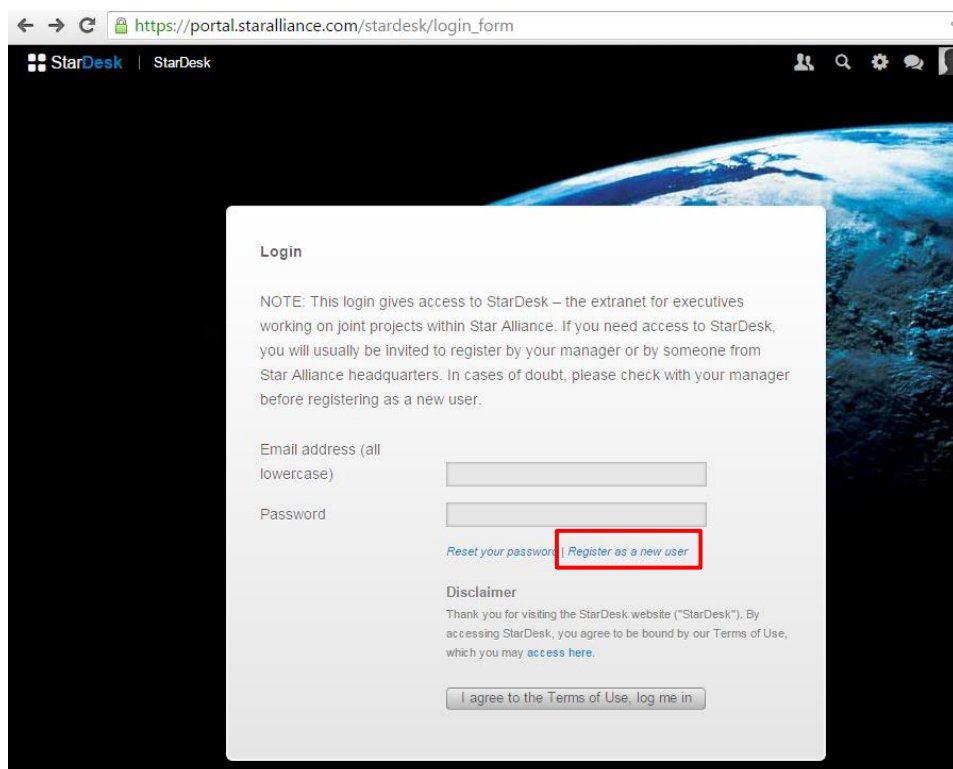 https://portal.staralliance.com/stardesk/login_form
StarDesk | StarDesk
Login
NOTE: This login gives access to StarDesk – the extranet for executives
working on joint projects within Star Alliance. If you need access to StarDesk,
you will usually be invited to register by your manager or by someone from
Star Alliance headquarters. In cases of doubt, please check with your manager
before registering as a new user.
Email address (all
lowercase)
Password
Reset your password | Register as a new user
Disclaimer
Thank you for visiting the StarDesk website ("StarDesk"). By
accessing StarDesk, you agree to be bound by our Terms of Use,
which you may access here.
I agree to the Terms of Use, log me in